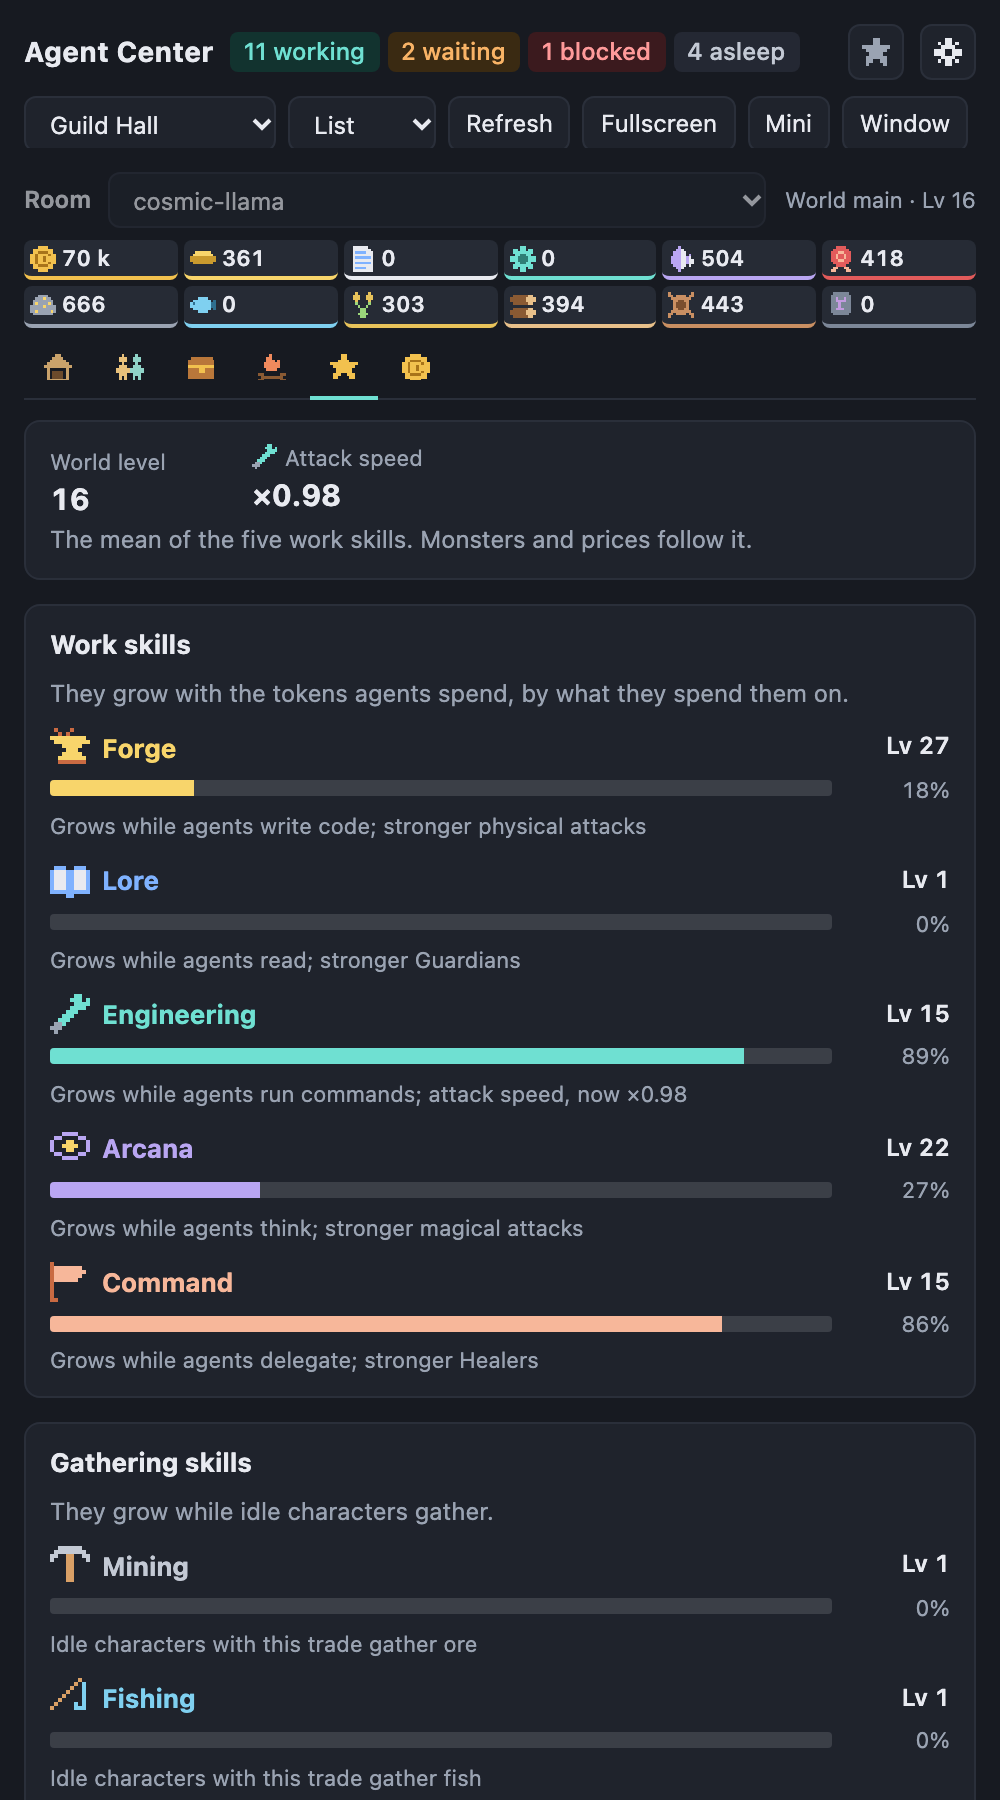 Agent Center 11 working 2 waiting 1 blocked 4 asleep
Guild Hall List Refresh Fullscreen Mini Window
Room cosmic-llama World main · Lv 16
70 k 361 0 0 504 418
666 0 303 394 443 0
World level Attack speed
16 ×0.98
The mean of the five work skills. Monsters and prices follow it.
Work skills
They grow with the tokens agents spend, by what they spend them on.
Forge Lv 27
18%
Grows while agents write code; stronger physical attacks
Lore Lv 1
0%
Grows while agents read; stronger Guardians
Engineering Lv 15
89%
Grows while agents run commands; attack speed, now ×0.98
Arcana Lv 22
27%
Grows while agents think; stronger magical attacks
Command Lv 15
86%
Grows while agents delegate; stronger Healers
Gathering skills
They grow while idle characters gather.
Mining Lv 1
0%
Idle characters with this trade gather ore
Fishing Lv 1
0%
Idle characters with this trade gather fish